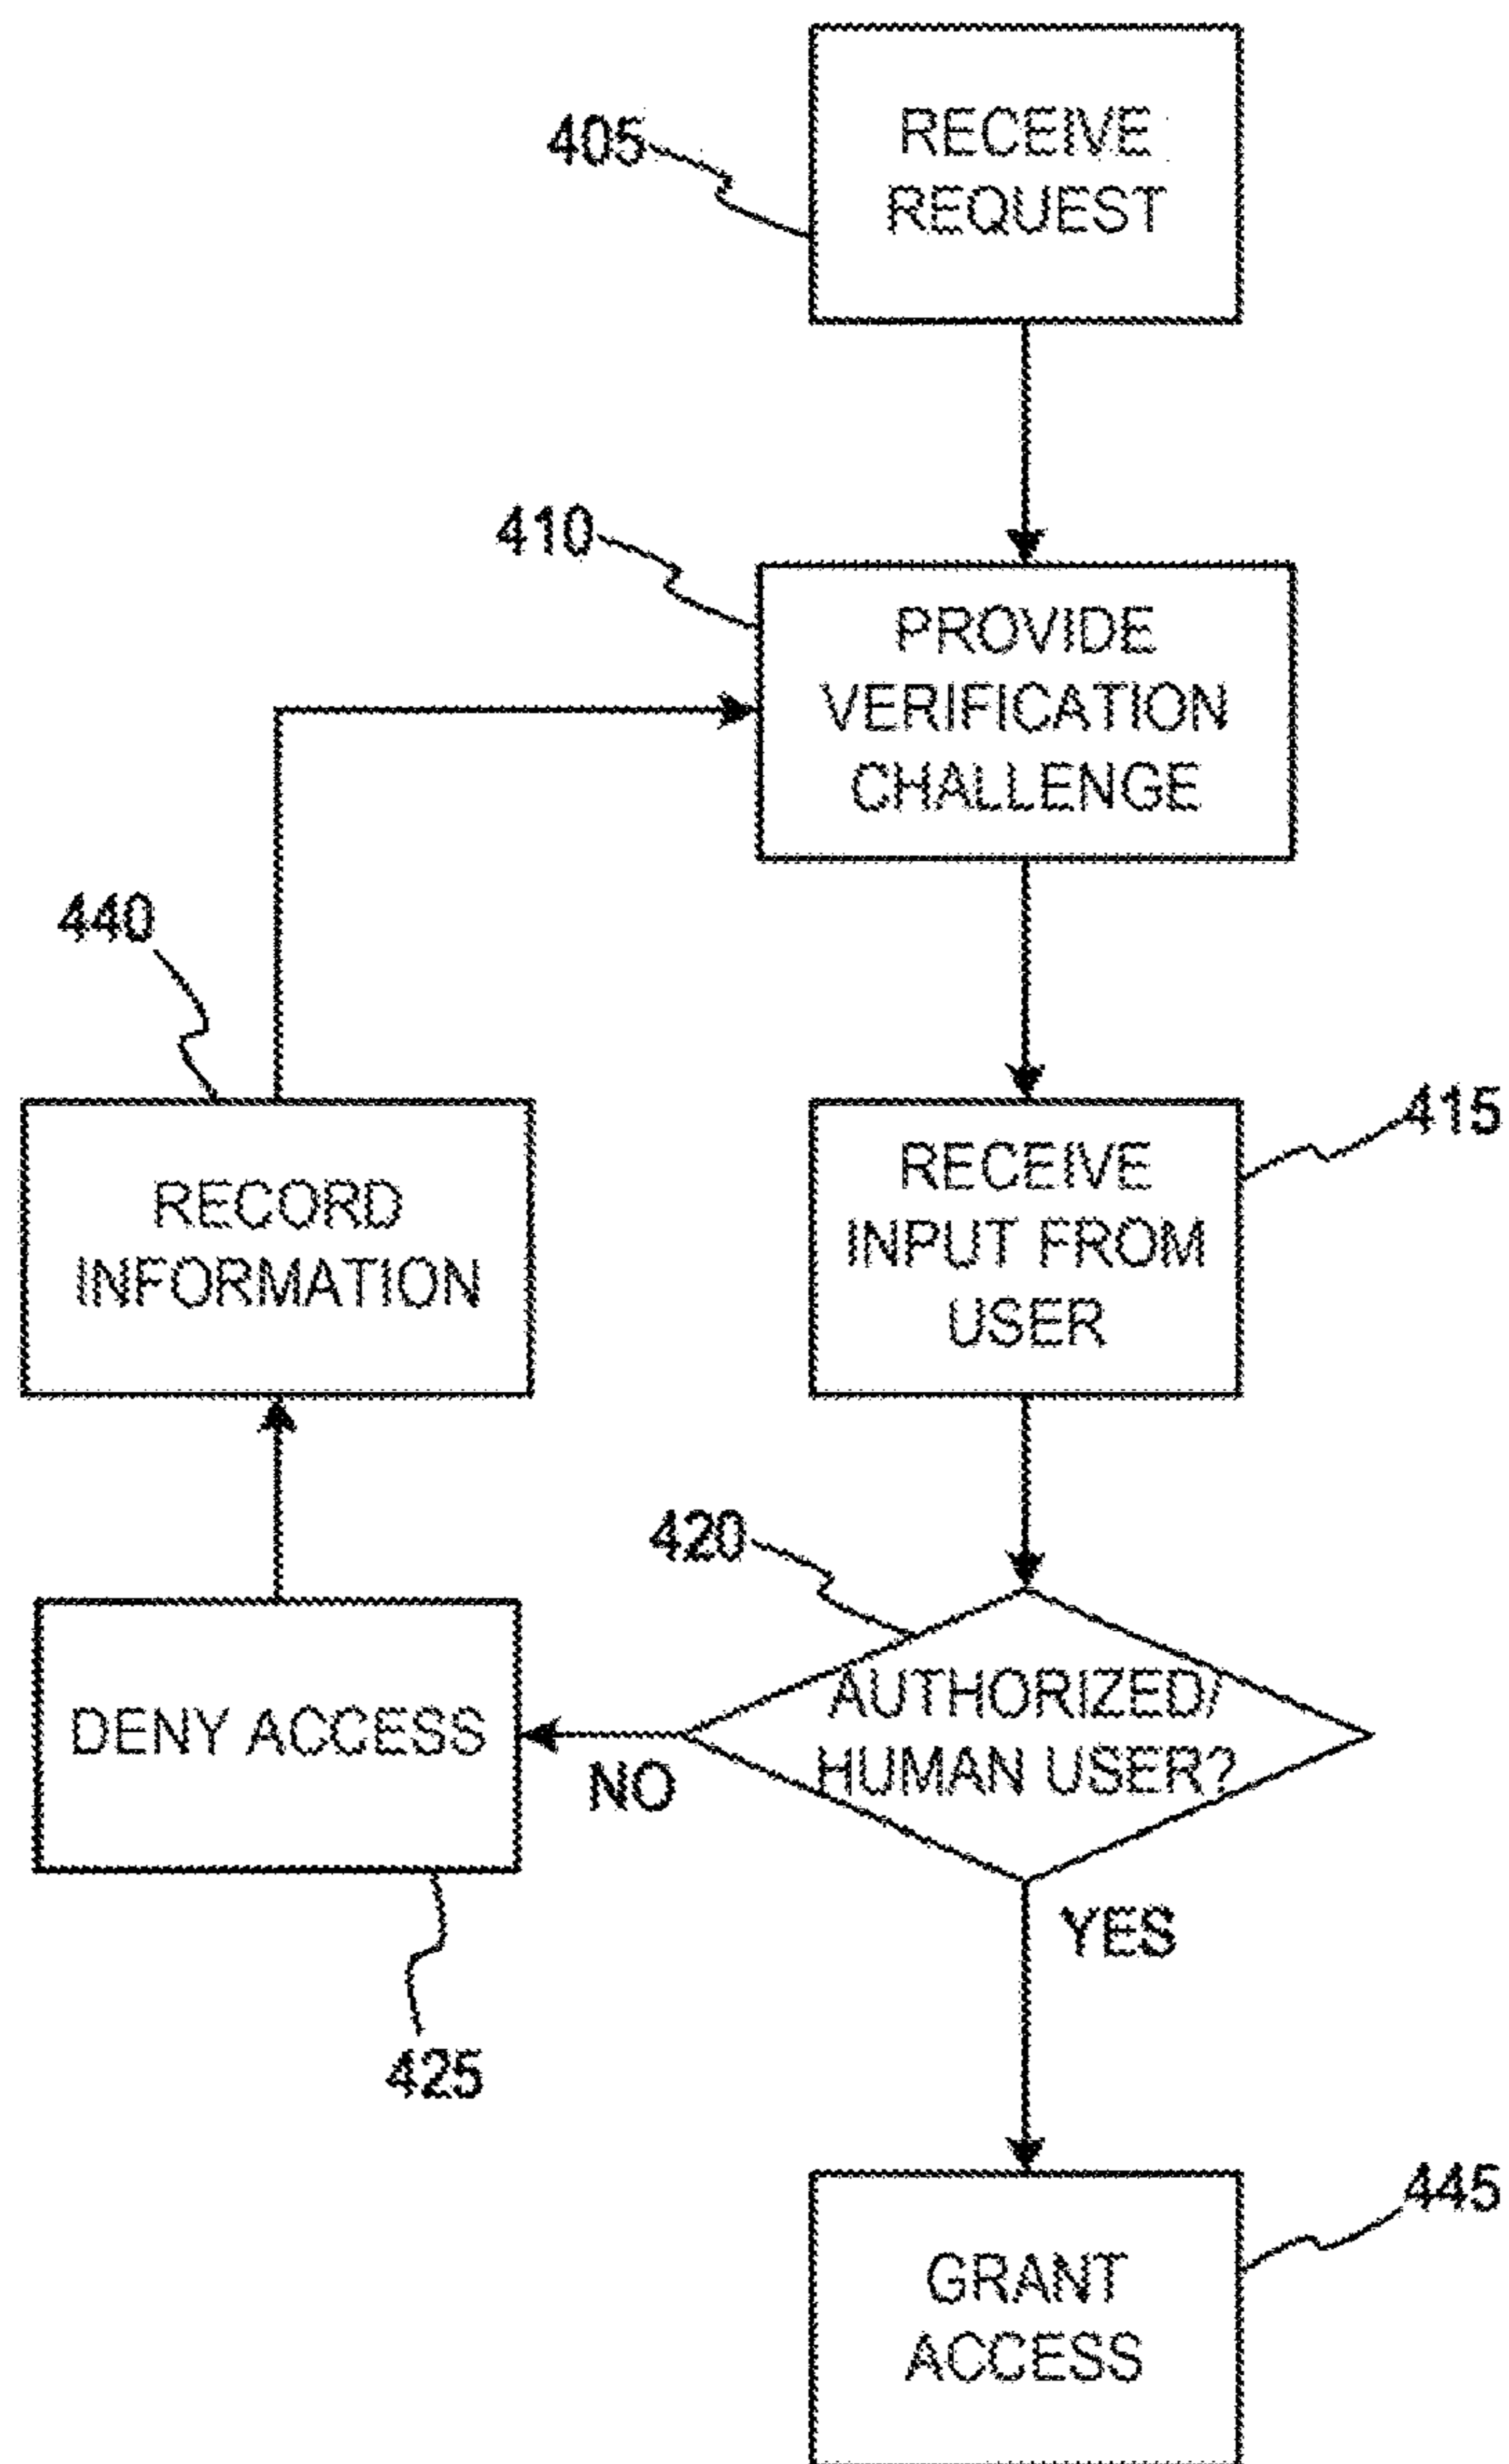 405
RECEIVE
REQUEST
410
PROVIDE
VERIFICATION
CHALLENGE
440
RECORD
INFORMATION
415
RECEIVE
INPUT FROM
USER
420
AUTHORIZED/
HUMAN USER?
NO
DENY ACCESS
425
YES
445
GRANT
ACCESS